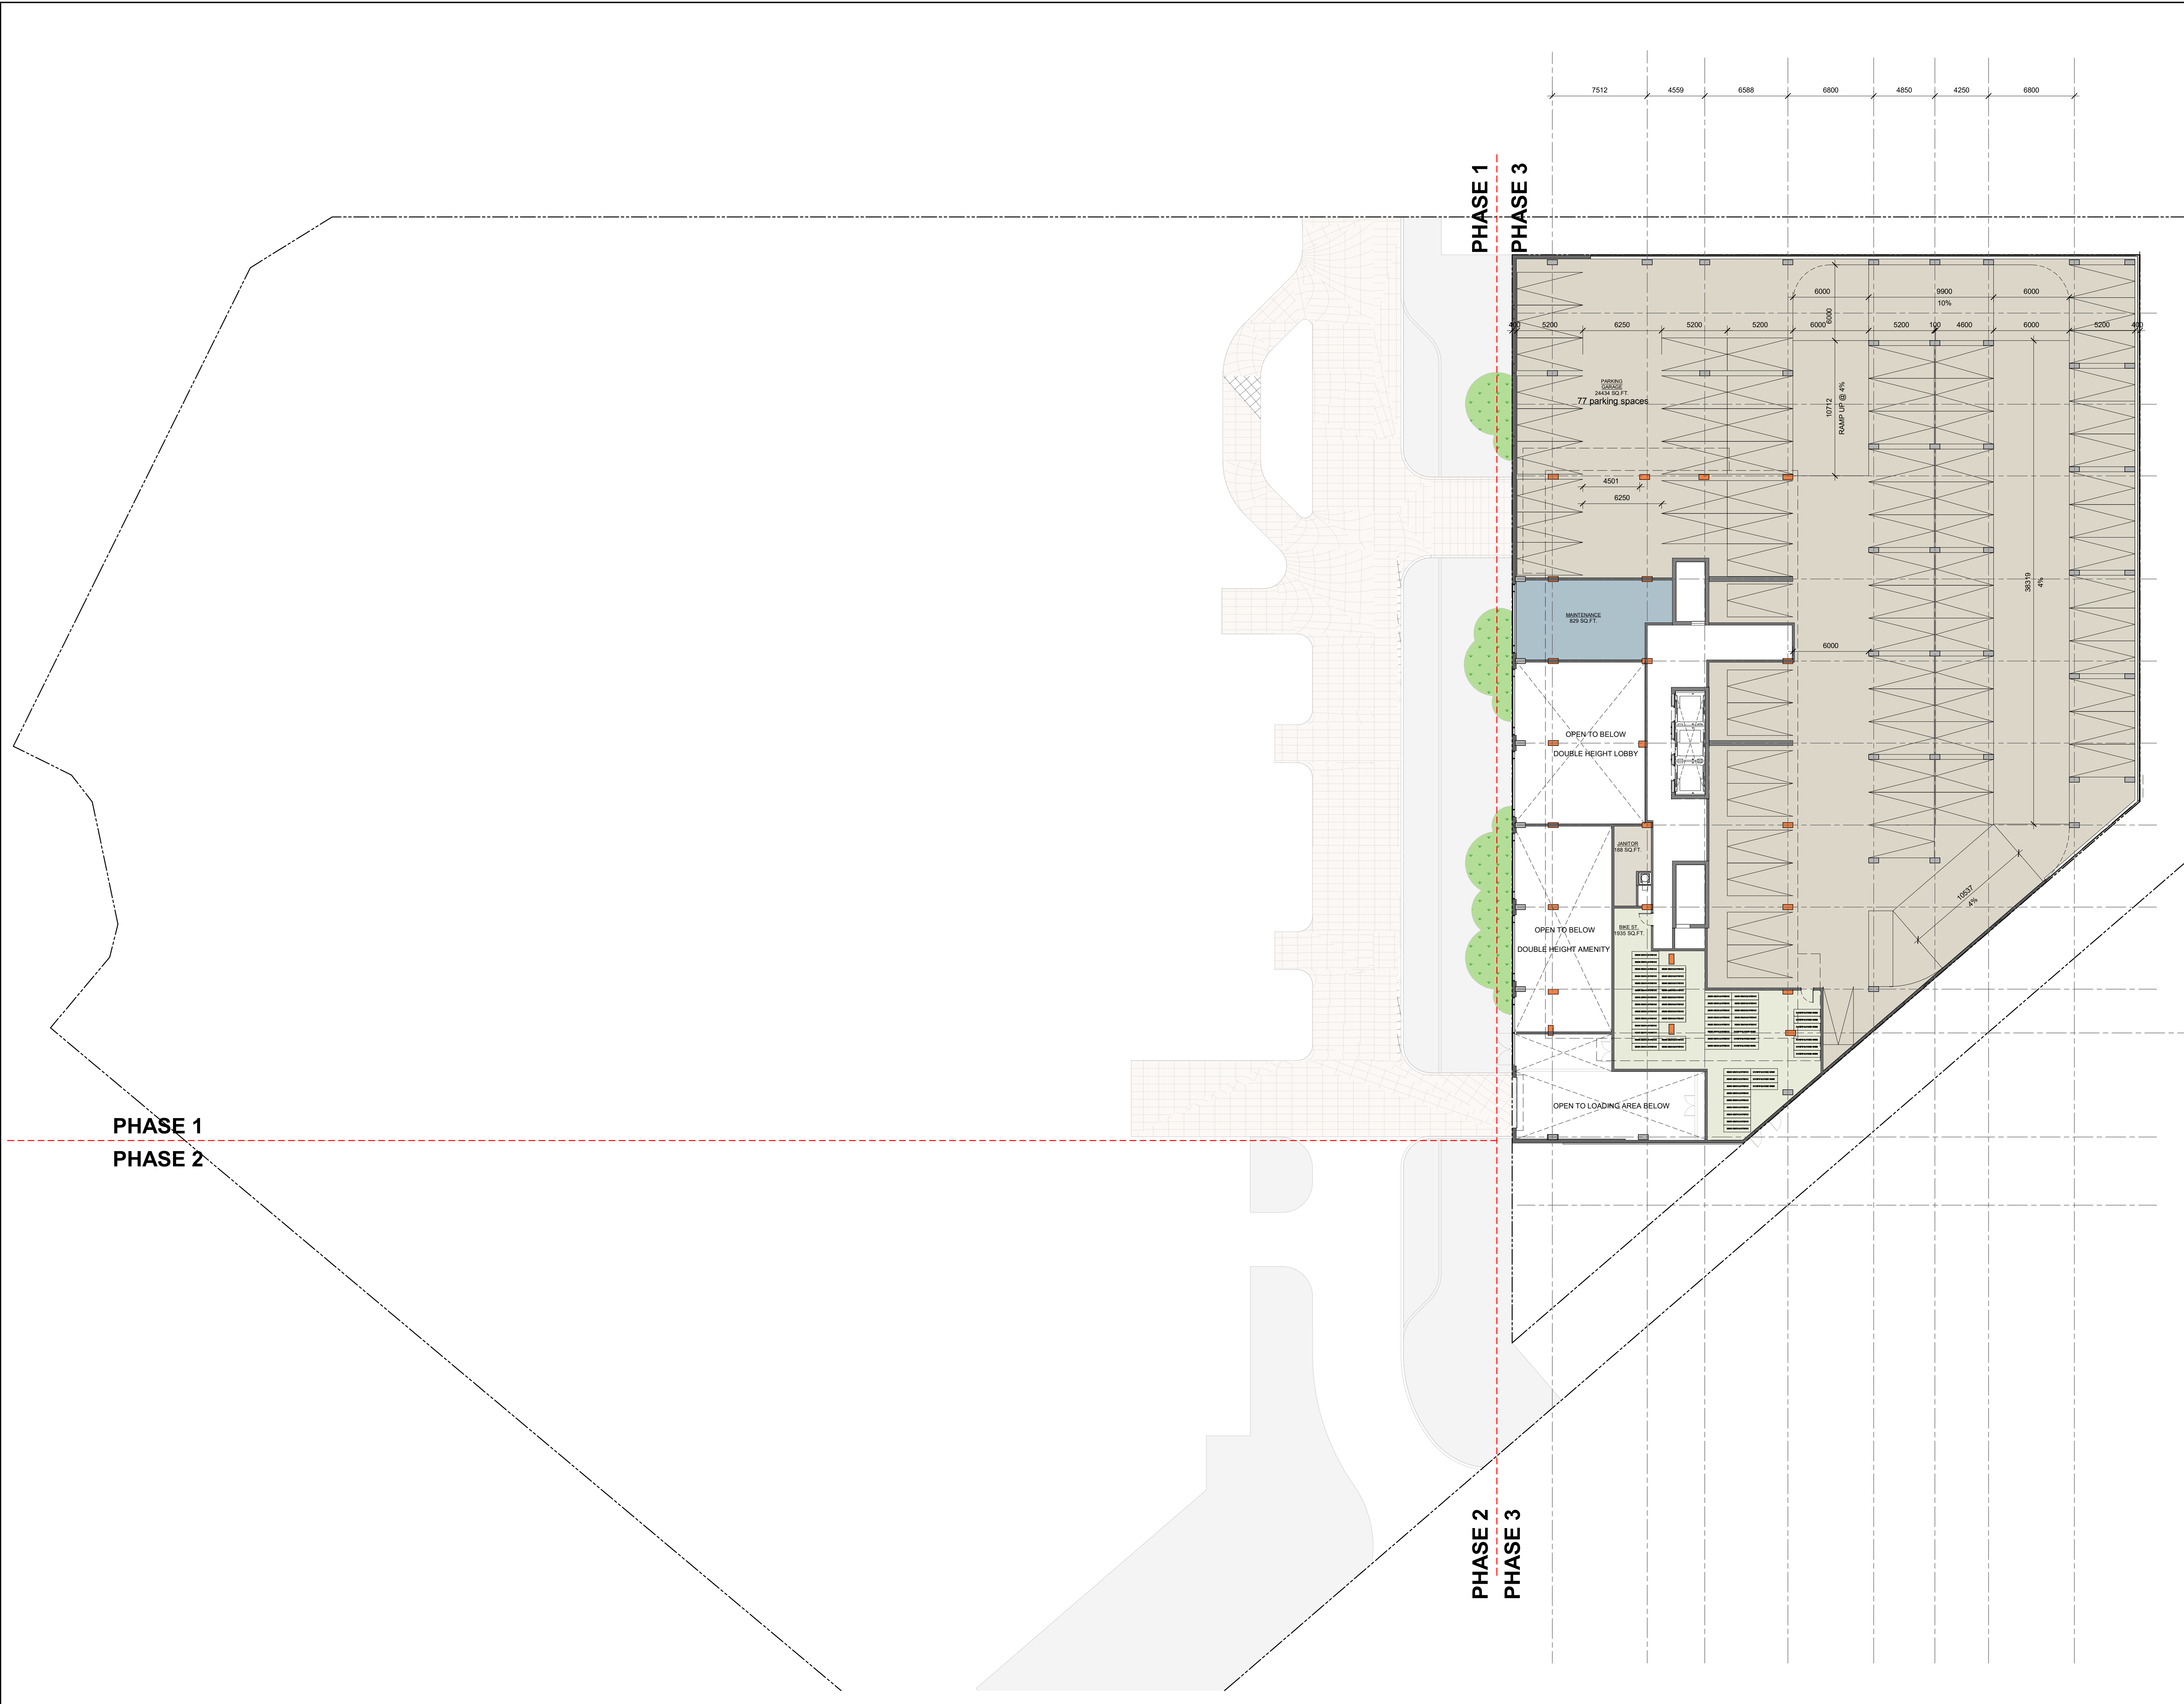 7512
4559
6588
6800
4850
4250
6800
PHASE 1
PHASE 3
6000
9900
6000
10%
6000
400
5200
6250
5200
5200
6000
5200
100
4600
6000
5200
400
PARKING
GARAGE
24434 SQ.FT.
77 parking spaces
10712
RAMP UP @ 4%
4501
6250
38319
4%
MAINTENANCE
829 SQ.FT.
6000
OPEN TO BELOW
DOUBLE HEIGHT LOBBY
JANITOR
188 SQ.FT.
10537
4%
BIKE ST.
1935 SQ.FT.
OPEN TO BELOW
DOUBLE HEIGHT AMENITY
OPEN TO LOADING AREA BELOW
PHASE 1
PHASE 2
PHASE 2
PHASE 3